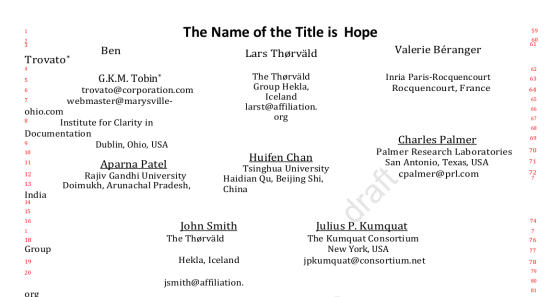 The Name of the Title is Hope
Ben
Trovato*
G.K.M. Tobin*
trovato@corporation.com
webmaster@marysville-
ohio.com
Institute for Clarity in
Documentation
Dublin, Ohio, USA
Lars Thørväld
The Thørväld
Group Hekla,
Iceland
larst@affiliation.
org
Valerie Béranger
Inria Paris-Rocquencourt
Rocquencourt, France
Aparna Patel
Rajiv Gandhi University
Doimukh, Arunachal Pradesh,
India
Huifen Chan
Tsinghua University
Haidian Qu, Beijing Shi,
China
Charles Palmer
Palmer Research Laboratories
San Antonio, Texas, USA
cpalmer@prl.com
John Smith
The Thørväld
Group
Hekla, Iceland
jsmith@affiliation.
org
Julius P. Kumquat
The Kumquat Consortium
New York, USA
jpkumquat@consortium.net
draft
1
2
3
4
5
6
7
8
9
10
11
12
13
14
15
16
1
18
19
20
59
60
61
62
63
64
65
66
67
68
69
70
71
72
7
74
7
76
77
78
79
80
81